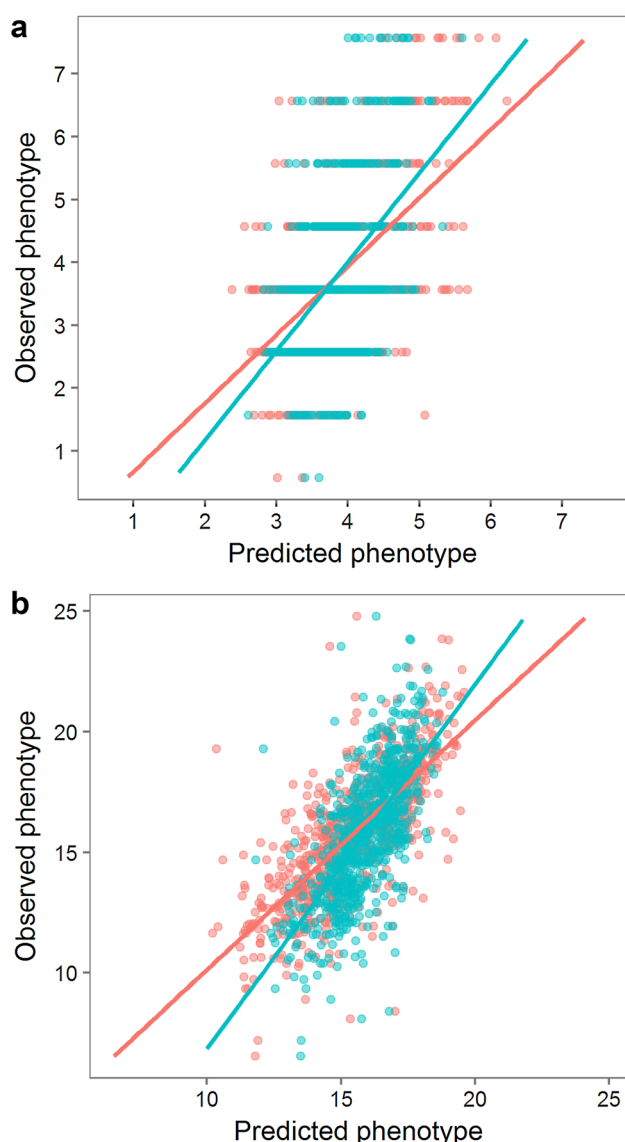 a
7
6
5
4
3
2
1
Observed phenotype
1 2 3 4 5 6 7
Predicted phenotype
b
25
20
15
10
Observed phenotype
10 15 20 25
Predicted phenotype